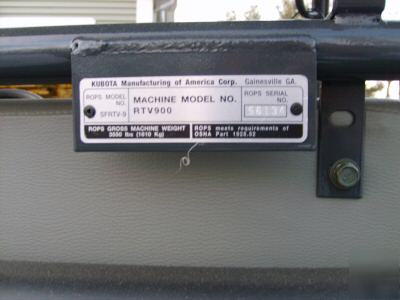 KUBOTA Manufacturing of America Corp. Gainesville GA.
ROPS MODEL NO. SFRTV-9
MACHINE MODEL NO. RTV900
ROPS SERIAL NO. 56134
ROPS GROSS MACHINE WEIGHT 3550 lbs (1610 Kg)
ROPS meets requirements of OSHA Part 1928.52